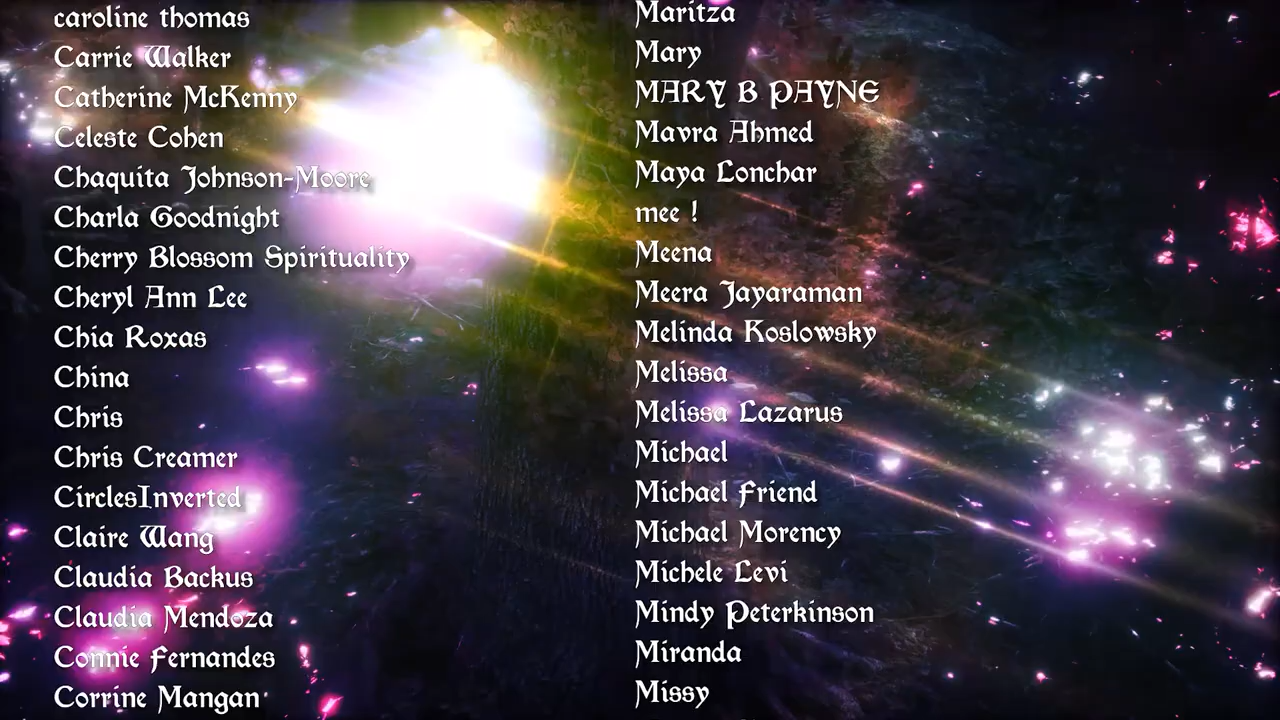 caroline thomas
Carrie Walker
Catherine McKenny
Celeste Cohen
Chaquita Johnson-Moore
Charla Goodnight
Cherry Blossom Spirituality
Cheryl Ann Lee
Chia Roxas
China
Chris
Chris Creamer
CirclesInverted
Claire Wang
Claudia Backus
Claudia Mendoza
Connie Fernandes
Corrine Mangan
Maritza
Mary
MARY B PAYNE
Mavra Ahmed
Maya Lonchar
mee !
Meena
Meera Jayaraman
Melinda Koslowsky
Melissa
Melissa Lazarus
Michael
Michael Friend
Michael Morency
Michele Levi
Mindy Peterkinson
Miranda
Missy